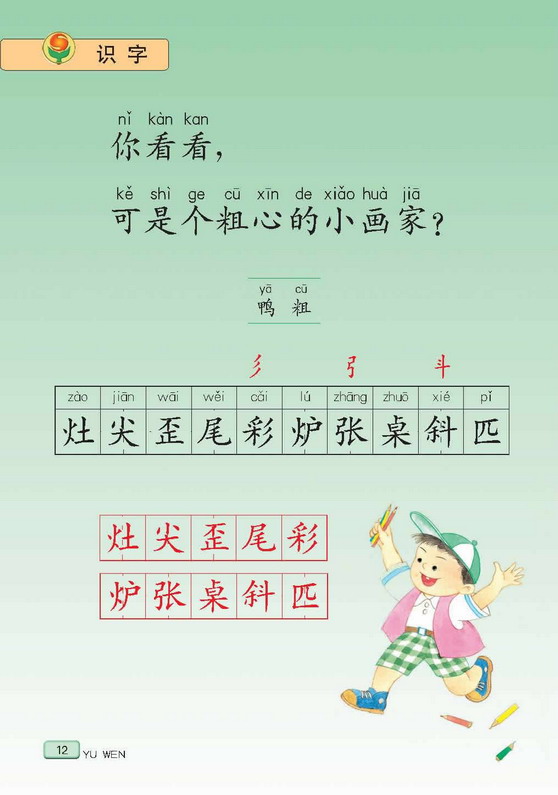 识字
nǐ kàn kan
你看看，
kě shì ge cū xīn de xiǎo huà jiā
可是个粗心的小画家？
yā cū
鸭 粗
彡 弓 斗
zào jiān wāi wěi cǎi lú zhāng zhuō xié pǐ
灶 尖 歪 尾 彩 炉 张 桌 斜 匹
灶 尖 歪 尾 彩
炉 张 桌 斜 匹
12 YU WEN